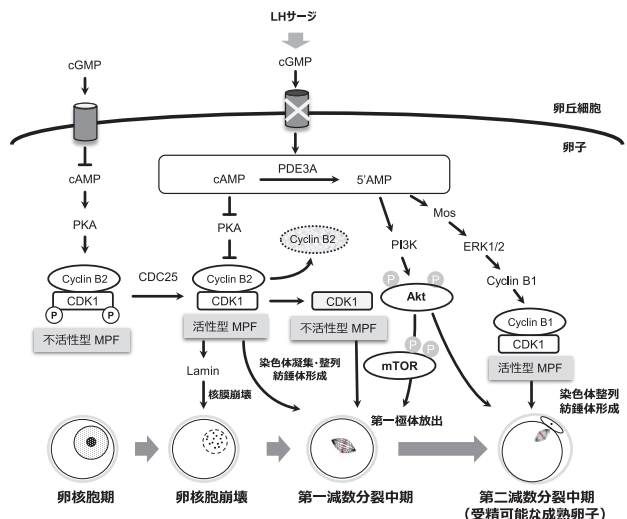 LHサージ
cGMP
cGMP
卵丘細胞
卵子
PDE3A
cAMP
cAMP
5'AMP
Mos
PKA
PKA
Cyclin B2
PI3K
ERK1/2
Cyclin B2
CDC25
Cyclin B2
Cyclin B1
CDK1
CDK1
CDK1
P
P
Akt
P
P
Cyclin B1
CDK1
不活性型 MPF
活性型 MPF
不活性型 MPF
P
P
mTOR
活性型 MPF
Lamin
核膜崩壊
染色体凝集・整列
紡錘体形成
第一極体放出
染色体整列
紡錘体形成
卵核胞期
卵核胞崩壊
第一減数分裂中期
第二減数分裂中期
(受精可能な成熟卵子)